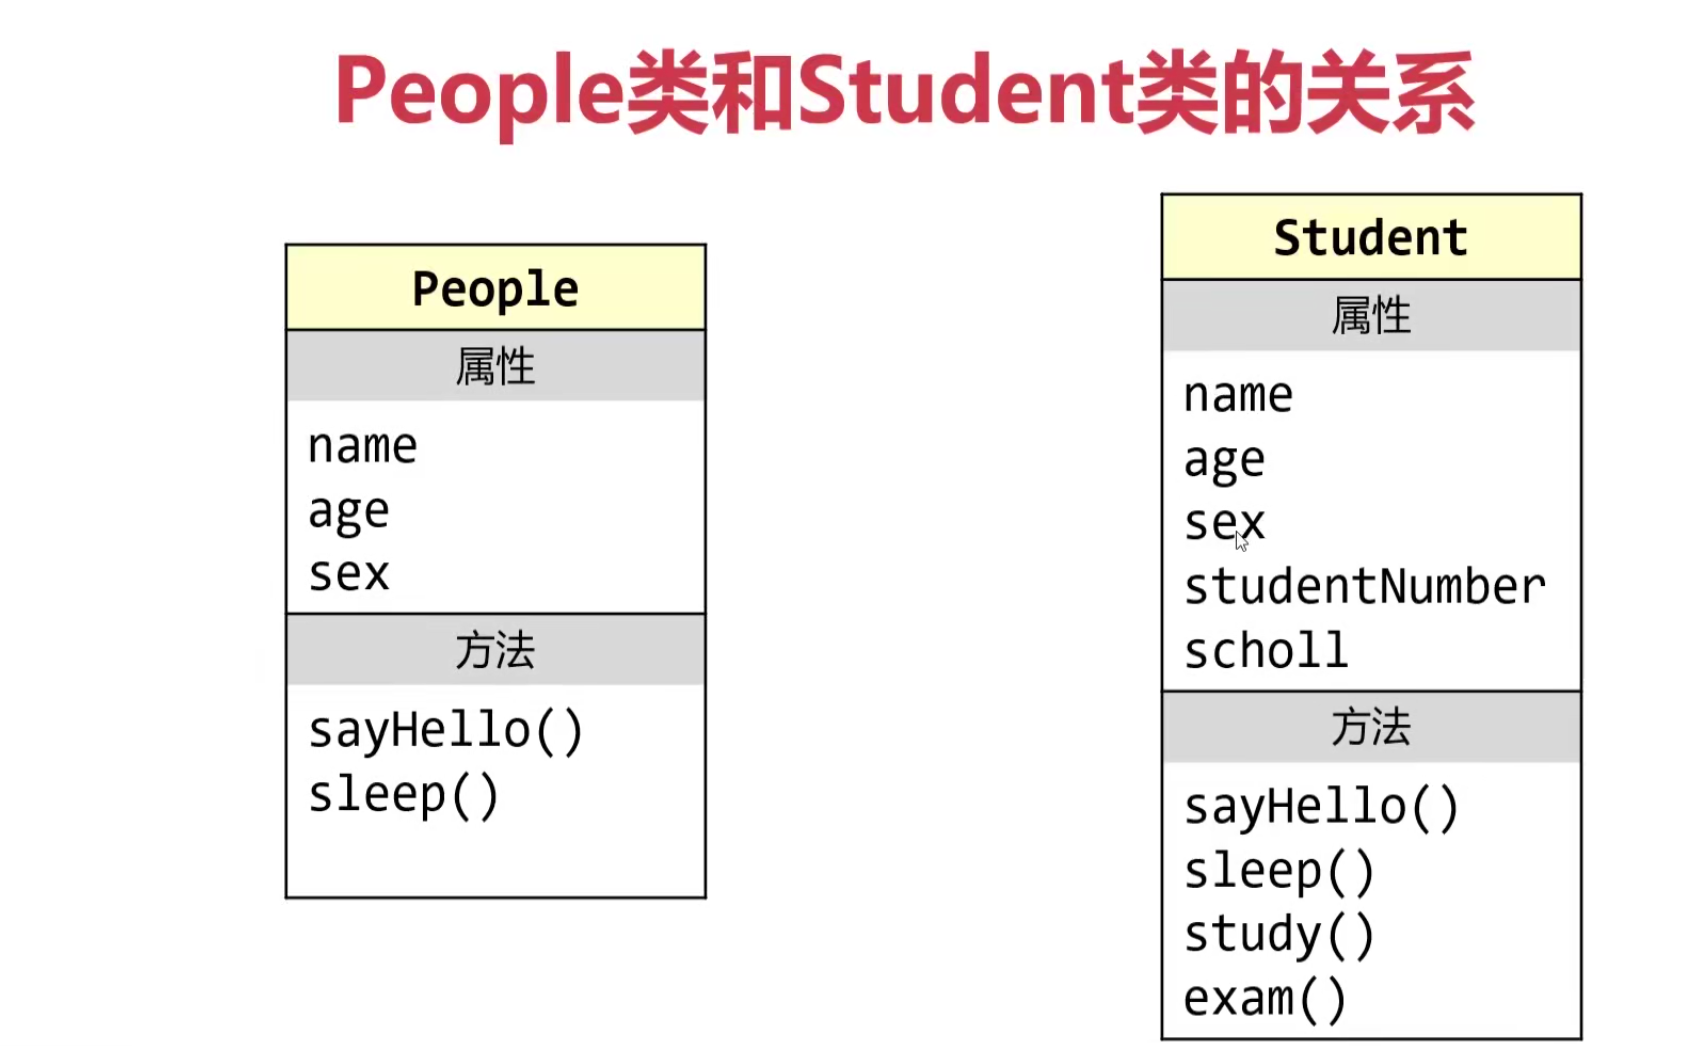 People类和Student类的关系
People
属性
name
age
sex
方法
sayHello()
sleep()
Student
属性
name
age
sex
studentNumber
scholl
方法
sayHello()
sleep()
study()
exam()